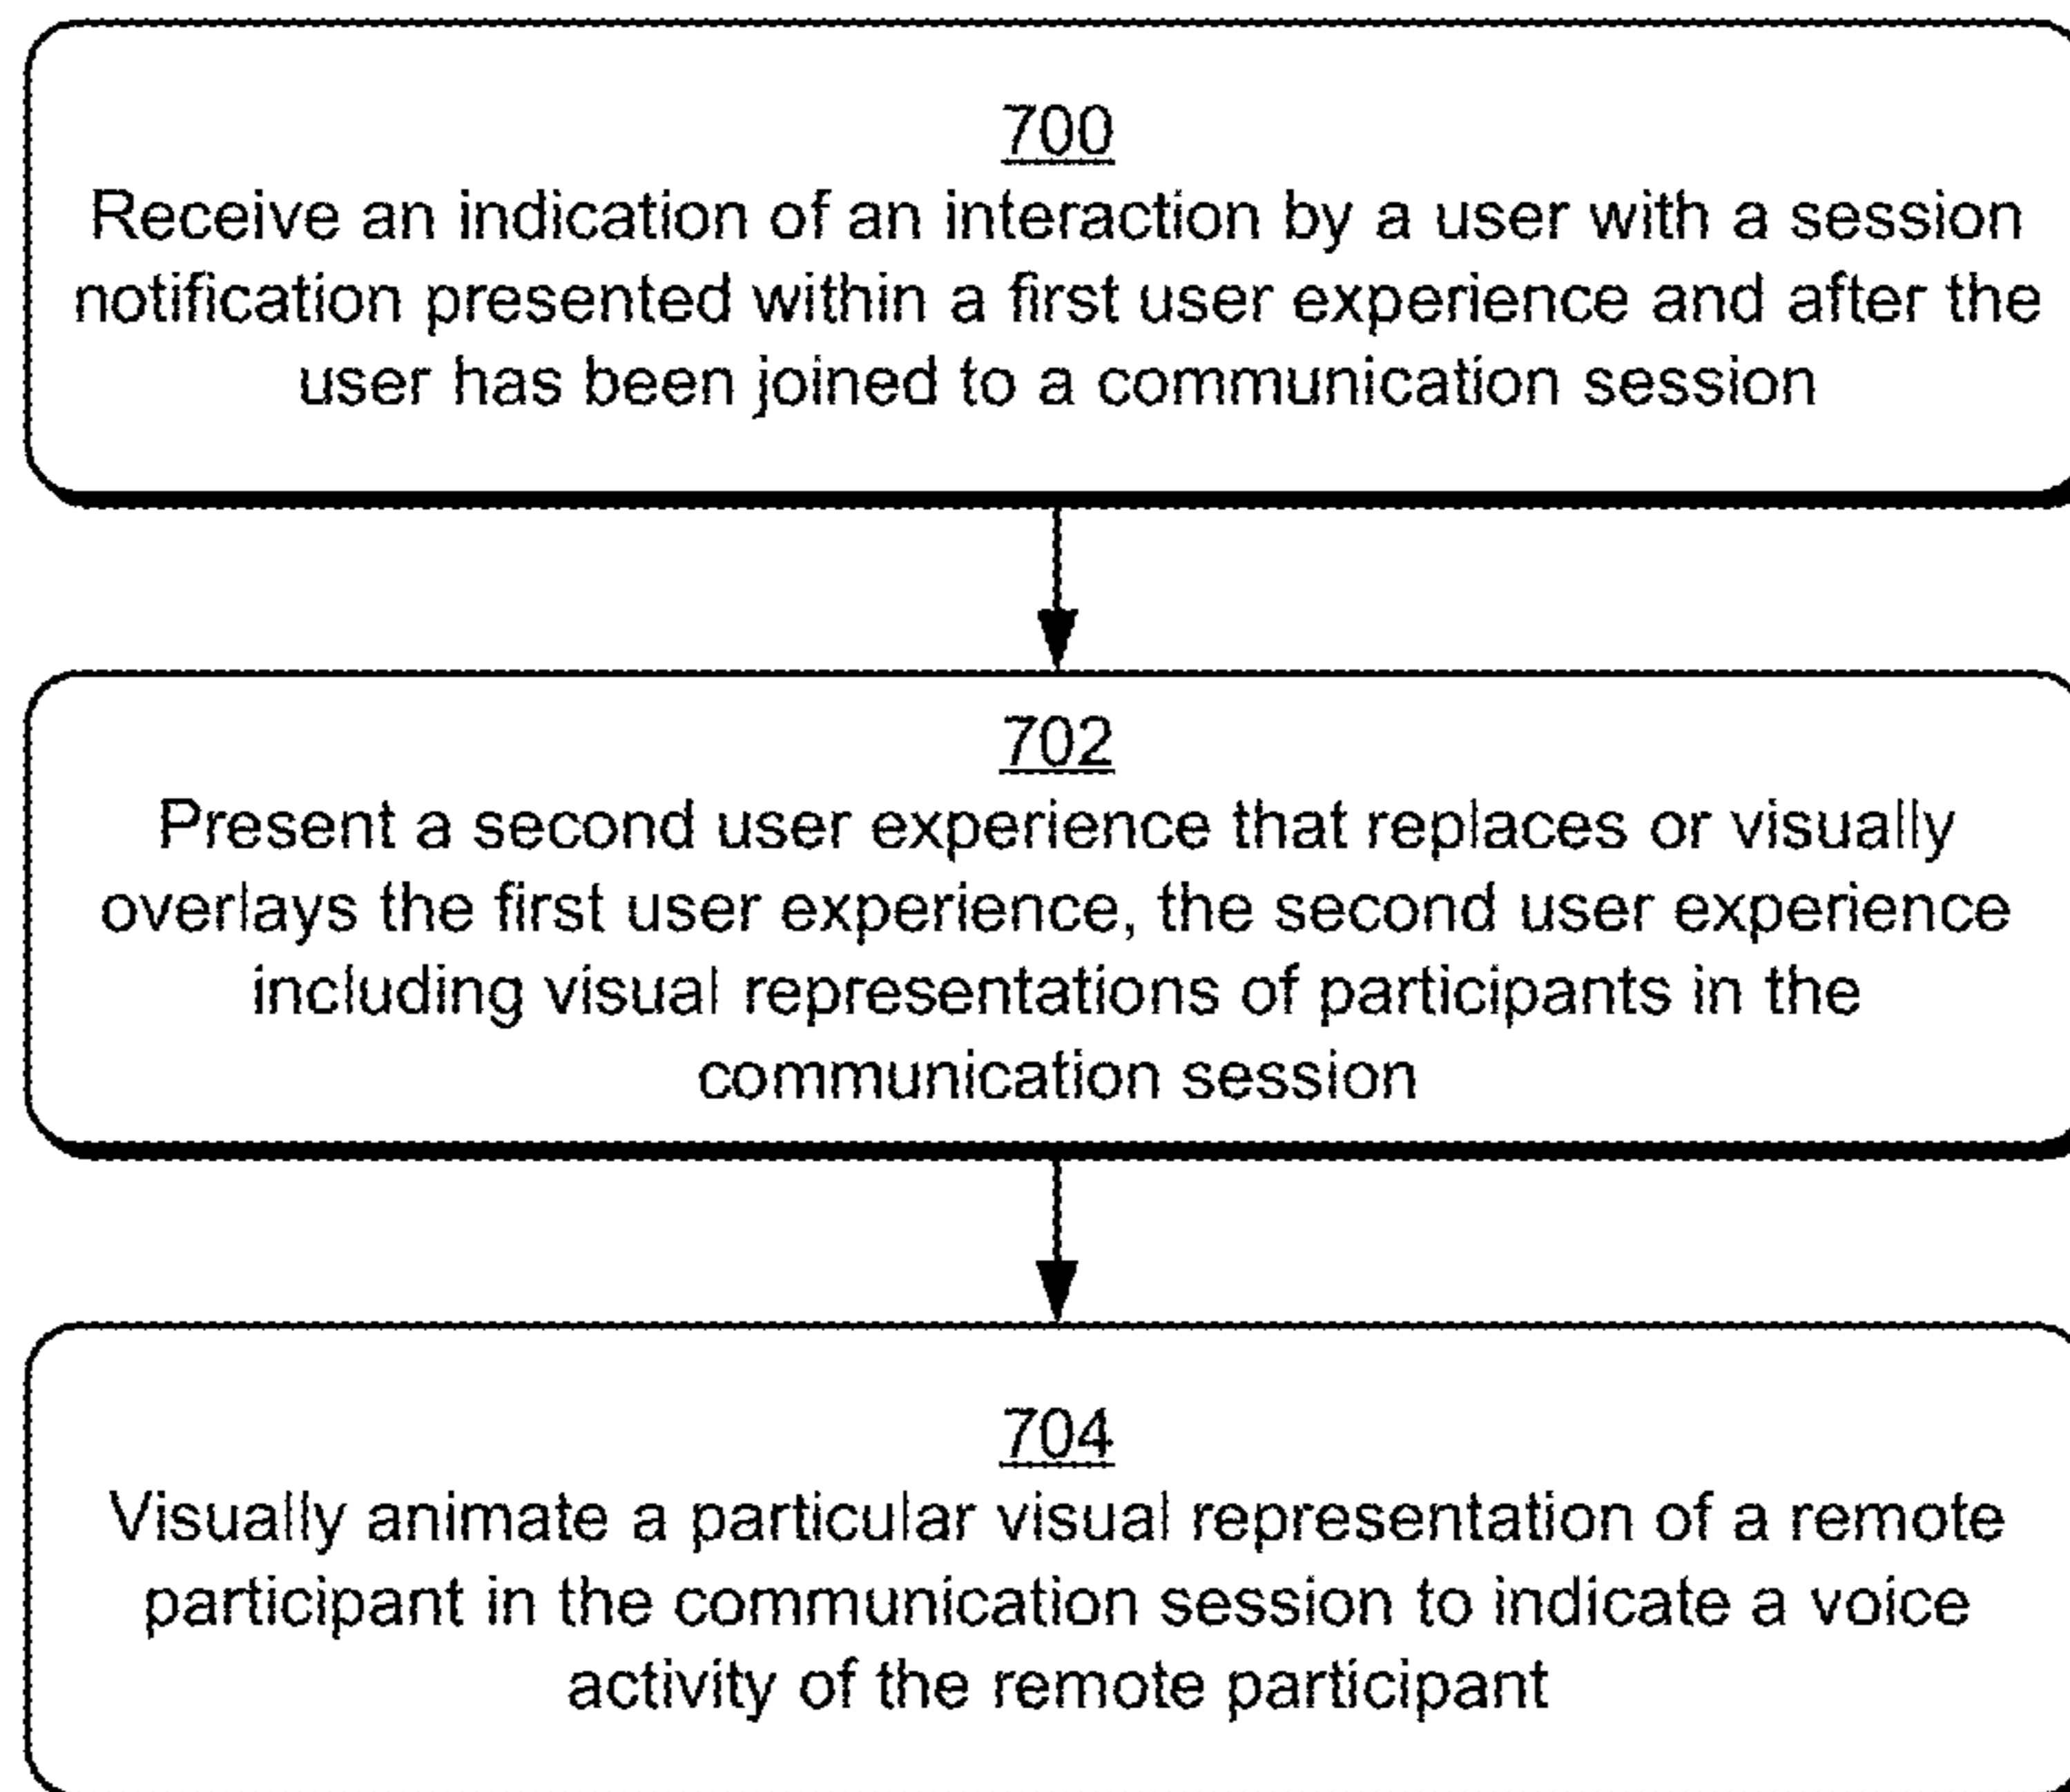 700
Receive an indication of an interaction by a user with a session
notification presented within a first user experience and after the
user has been joined to a communication session
702
Present a second user experience that replaces or visually
overlays the first user experience, the second user experience
including visual representations of participants in the
communication session
704
Visually animate a particular visual representation of a remote
participant in the communication session to indicate a voice
activity of the remote participant